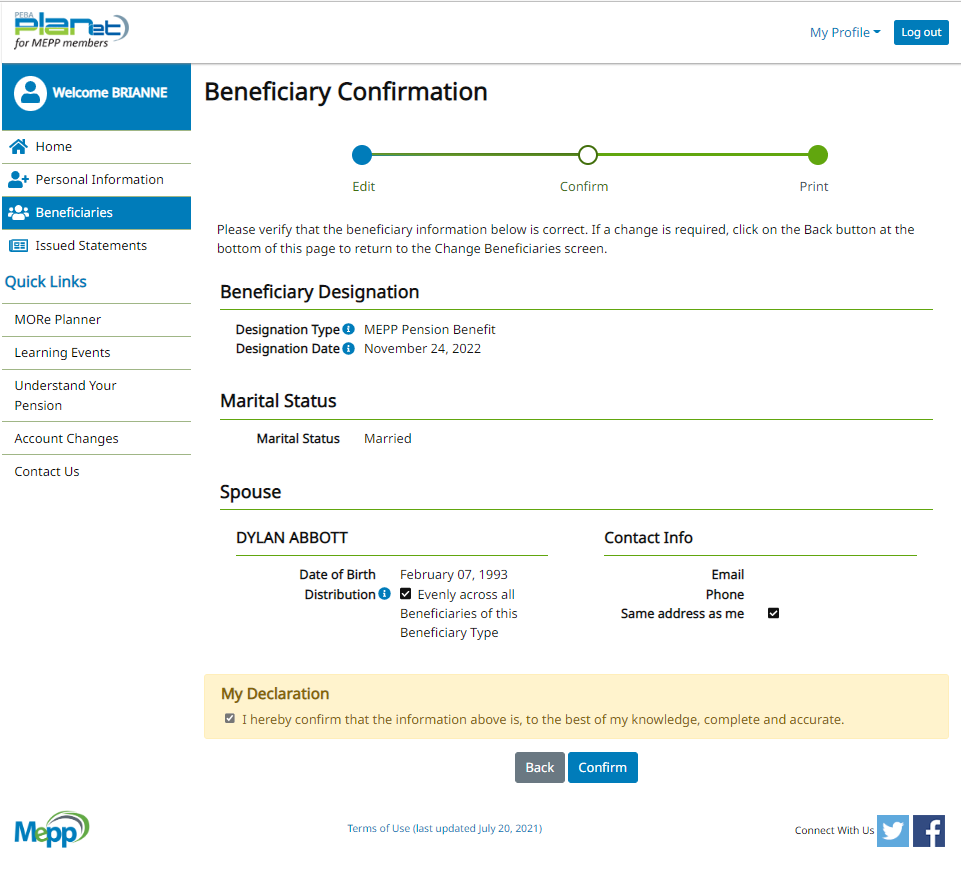 PEBA
Planet
for MEPP members
My Profile
Log out
Welcome BRIANNE
Home
Personal Information
Beneficiaries
Issued Statements
Quick Links
MORe Planner
Learning Events
Understand Your
Pension
Account Changes
Contact Us
Beneficiary Confirmation
Edit
Confirm
Print
Please verify that the beneficiary information below is correct. If a change is required, click on the Back button at the
bottom of this page to return to the Change Beneficiaries screen.
Beneficiary Designation
Designation Type MEPP Pension Benefit
Designation Date November 24, 2022
Marital Status
Marital Status Married
Spouse
DYLAN ABBOTT
Date of Birth February 07, 1993
Distribution Evenly across all
Beneficiaries of this
Beneficiary Type
Contact Info
Email
Phone
Same address as me
My Declaration
I hereby confirm that the information above is, to the best of my knowledge, complete and accurate.
Back
Confirm
Mepp
Terms of Use (last updated July 20, 2021)
Connect With Us